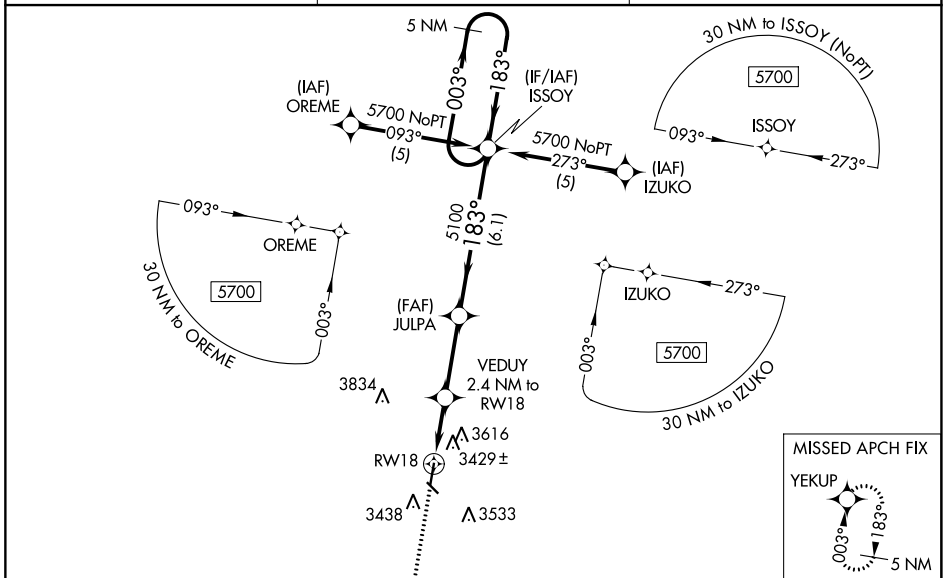 5 NM
30 NM to ISSOY (NoPT)
5700
ISSOY
093°
273°
(IF/IAF)
ISSOY
003°
183°
(IAF)
OREME
5700 NoPT
093°
(5)
5700 NoPT
273°
(5)
(IAF)
IZUKO
5100
183°
(6.1)
093°
OREME
5700
003°
30 NM to OREME
IZUKO
273°
003°
5700
30 NM to IZUKO
(FAF)
JULPA
VEDUY
2.4 NM to
RW18
3834
3616
3429 ±
RW18
3438
3533
MISSED APCH FIX
YEKUP
003°
183°
5 NM